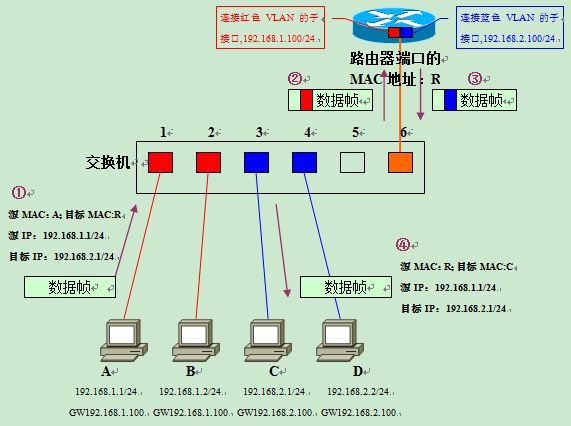 连接红色 VLAN 的子
接口,192.168.1.100/24.
连接蓝色 VLAN 的子
接口,192.168.2.100/24.
路由器端口的
MAC 地址：R
②
数据帧
③
数据帧
1
2
3
4
5
6
交换机
①
源 MAC：A；目标 MAC:R
源 IP：192.168.1.1/24
目标 IP：192.168.2.1/24
数据帧
④
源 MAC：R；目标 MAC:C
源 IP：192.168.1.1/24
目标 IP：192.168.2.1/24
数据帧
A
B
C
D
192.168.1.1/24.
192.168.1.2/24.
192.168.2.1/24.
192.168.2.2/24.
GW192.168.1.100.
GW192.168.1.100.
GW192.168.2.100.
GW192.168.2.100.